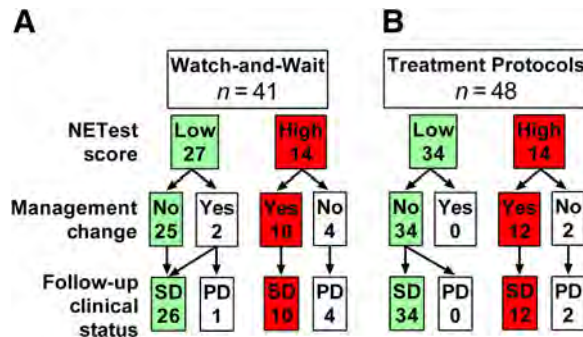 A
B
Watch-and-Wait
n = 41
Treatment Protocols
n = 48
NETest
score
Low
27
High
14
Low
34
High
14
Management
change
No
25
Yes
2
Yes
10
No
4
No
34
Yes
0
Yes
12
No
2
Follow-up
clinical
status
SD
26
PD
1
SD
10
PD
4
SD
34
PD
0
SD
12
PD
2